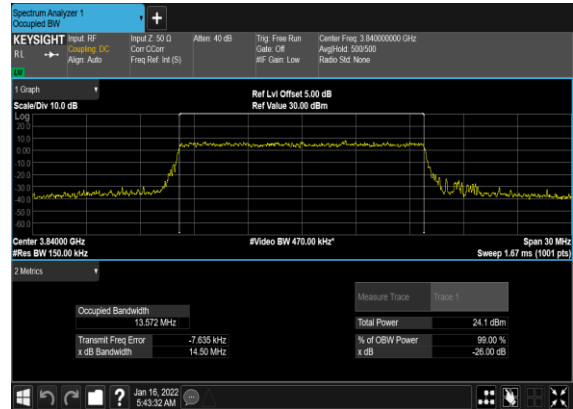 Spectrum Analyzer 1
Occupied BW
+
KEYSIGHT Input: RF Input Z: 50 Ω Atten: 40 dB Trig: Free Run Center Freq: 3.840000000 GHz
RL Coupling: DC Corr CCorr Gate: Off Avg|Hold: 500/500
Align: Auto Freq Ref: Int (S) #IF Gain: Low Radio Std: None
LXI
1 Graph
Ref Lvl Offset 5.00 dB
Scale/Div 10.0 dB Ref Value 30.00 dBm
Log
20.0
10.0
0.00
-10.0
-20.0
-30.0
-40.0
-50.0
-60.0
Center 3.84000 GHz #Video BW 470.00 kHz* Span 30 MHz
#Res BW 150.00 kHz Sweep 1.67 ms (1001 pts)
2 Metrics
Measure Trace Trace 1
Occupied Bandwidth
13.572 MHz Total Power 24.1 dBm
Transmit Freq Error -7.635 kHz % of OBW Power 99.00 %
x dB Bandwidth 14.50 MHz x dB -26.00 dB
? Jan 16, 2022
5:43:32 AM